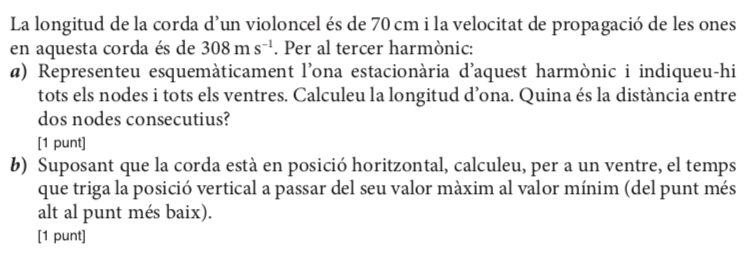 La longitud de la corda d’un violoncel és de 70 cm i la velocitat de propagació de les ones
en aquesta corda és de 308 m s⁻¹. Per al tercer harmònic:
a) Representeu esquemàticament l’ona estacionària d’aquest harmònic i indiqueu-hi
tots els nodes i tots els ventres. Calculeu la longitud d’ona. Quina és la distància entre
dos nodes consecutius?
[1 punt]
b) Suposant que la corda està en posició horitzontal, calculeu, per a un ventre, el temps
que triga la posició vertical a passar del seu valor màxim al valor mínim (del punt més
alt al punt més baix).
[1 punt]